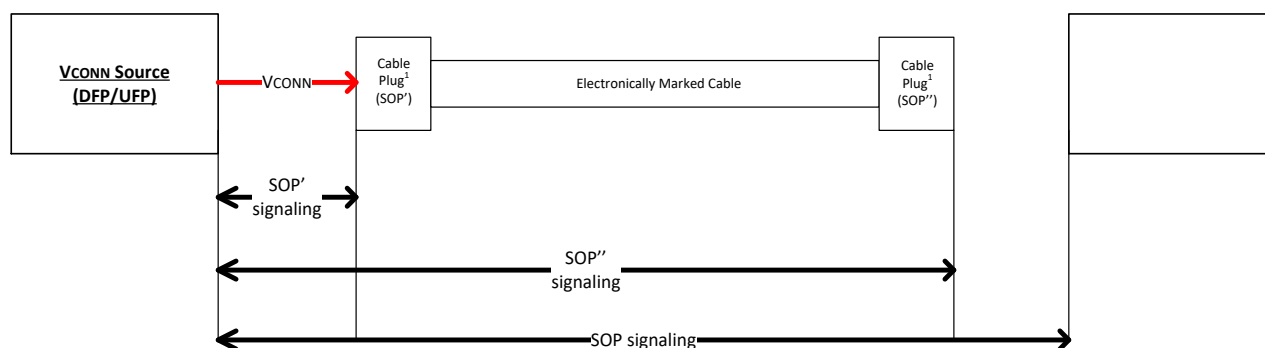 VCONN Source
(DFP/UFP)
VCONN
Cable
Plug1
(SOP')
Electronically Marked Cable
Cable
Plug1
(SOP'')
SOP'
signaling
SOP''
signaling
SOP signaling